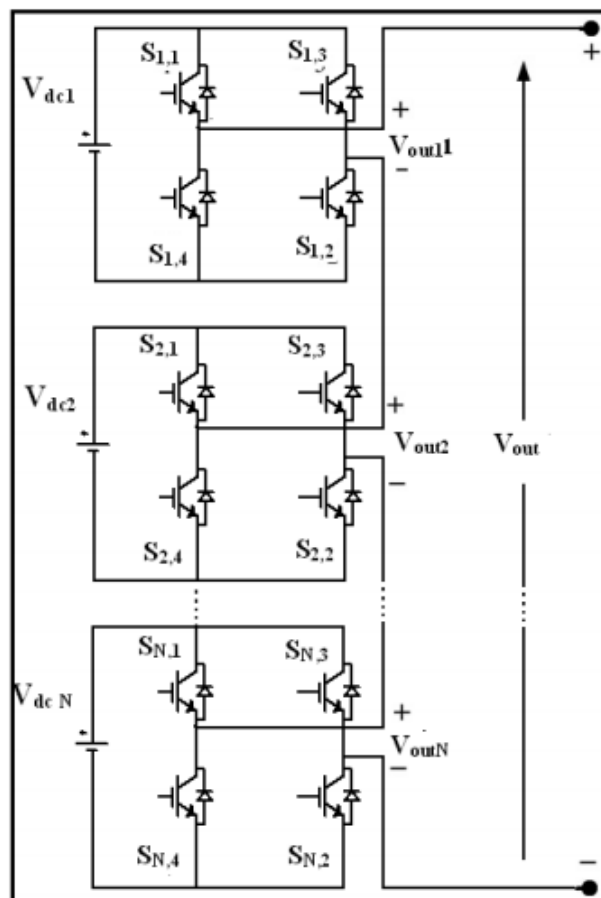 S1,1 S1,3 +
Vdc1
+
Vout11
−
S1,4 S1,2
S2,1 S2,3
Vdc2
+
Vout2 Vout
−
S2,4 S2,2
SN,1 SN,3
Vdc N
+
VoutN
−
SN,4 SN,2
−